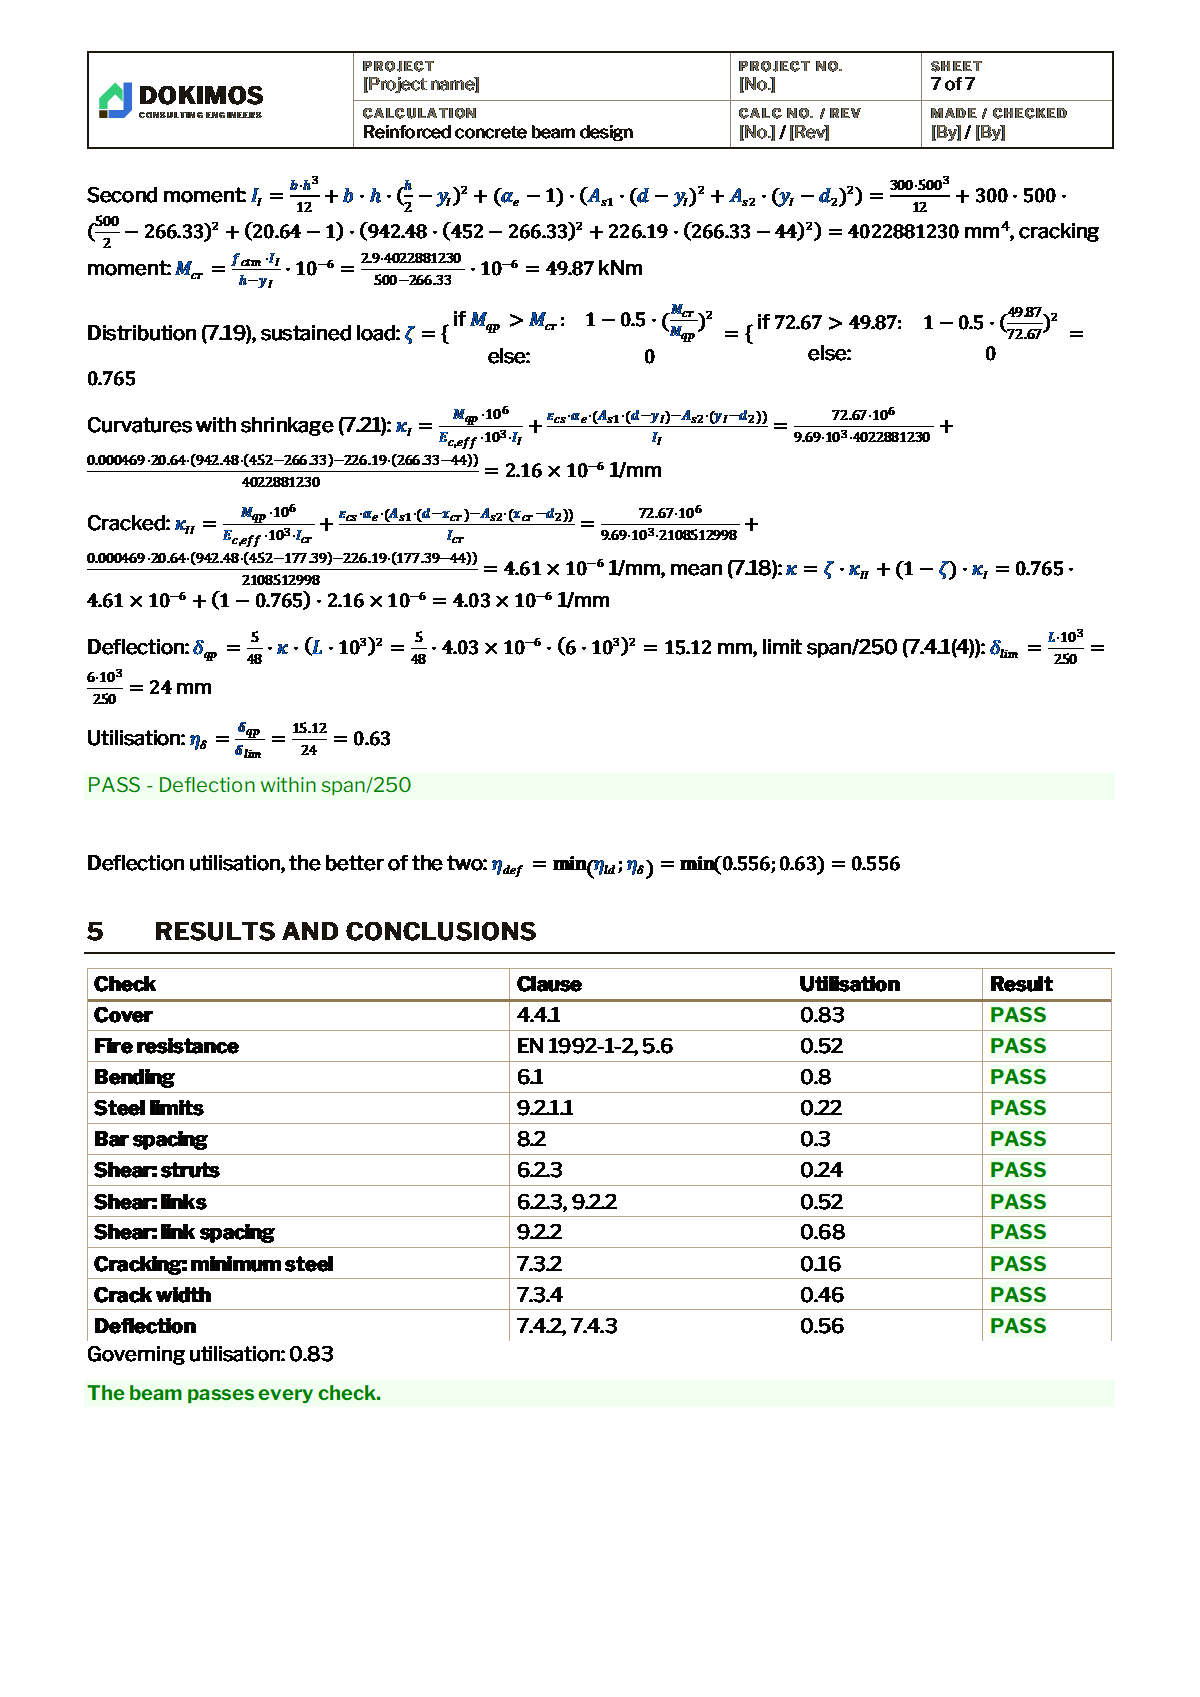 DOKIMOS
CONSULTING ENGINEERS
PROJECT
[Project name]
PROJECT NO.
[No.]
SHEET
7 of 7
CALCULATION
Reinforced concrete beam design
CALC NO. / REV
[No.] / [Rev]
MADE / CHECKED
[By] / [By]
Second moment: I_I = b·h³/12 + b · h · (h/2 − y_I)² + (α_e − 1) · (A_s1 · (d − y_I)² + A_s2 · (y_I − d_2)²) = 300·500³/12 + 300 · 500 ·
(500/2 − 266.33)² + (20.64 − 1) · (942.48 · (452 − 266.33)² + 226.19 · (266.33 − 44)²) = 4022881230 mm⁴, cracking
moment: M_cr = f_ctm·I_I/h−y_I · 10⁻⁶ = 2.9·4022881230/500−266.33 · 10⁻⁶ = 49.87 kNm
Distribution (7.19), sustained load: ζ = { if M_qp > M_cr: 1 − 0.5 · (M_cr/M_qp)² else: 0 = { if 72.67 > 49.87: 1 − 0.5 · (49.87/72.67)² else: 0 =
0.765
Curvatures with shrinkage (7.21): κ_I = M_qp·10⁶/E_c,eff·10³·I_I + ε_cs·α_e·(A_s1·(d−y_I)−A_s2·(y_I−d_2))/I_I = 72.67·10⁶/9.69·10³·4022881230 +
0.000469·20.64·(942.48·(452−266.33)−226.19·(266.33−44))/4022881230 = 2.16 × 10⁻⁶ 1/mm
Cracked: κ_II = M_qp·10⁶/E_c,eff·10³·I_cr + ε_cs·α_e·(A_s1·(d−x_cr)−A_s2·(x_cr−d_2))/I_cr = 72.67·10⁶/9.69·10³·2108512998 +
0.000469·20.64·(942.48·(452−177.39)−226.19·(177.39−44))/2108512998 = 4.61 × 10⁻⁶ 1/mm, mean (7.18): κ = ζ · κ_II + (1 − ζ) · κ_I = 0.765 ·
4.61 × 10⁻⁶ + (1 − 0.765) · 2.16 × 10⁻⁶ = 4.03 × 10⁻⁶ 1/mm
Deflection: δ_qp = 5/48 · κ · (L · 10³)² = 5/48 · 4.03 × 10⁻⁶ · (6 · 10³)² = 15.12 mm, limit span/250 (7.4.1(4)): δ_lim = L·10³/250 =
6·10³/250 = 24 mm
Utilisation: η_δ = δ_qp/δ_lim = 15.12/24 = 0.63
PASS - Deflection within span/250
Deflection utilisation, the better of the two: η_def = min(η_ld; η_δ) = min(0.556; 0.63) = 0.556
5 RESULTS AND CONCLUSIONS
Check Clause Utilisation Result
Cover 4.4.1 0.83 PASS
Fire resistance EN 1992-1-2, 5.6 0.52 PASS
Bending 6.1 0.8 PASS
Steel limits 9.2.1.1 0.22 PASS
Bar spacing 8.2 0.3 PASS
Shear: struts 6.2.3 0.24 PASS
Shear: links 6.2.3, 9.2.2 0.52 PASS
Shear: link spacing 9.2.2 0.68 PASS
Cracking: minimum steel 7.3.2 0.16 PASS
Crack width 7.3.4 0.46 PASS
Deflection 7.4.2, 7.4.3 0.56 PASS
Governing utilisation: 0.83
The beam passes every check.